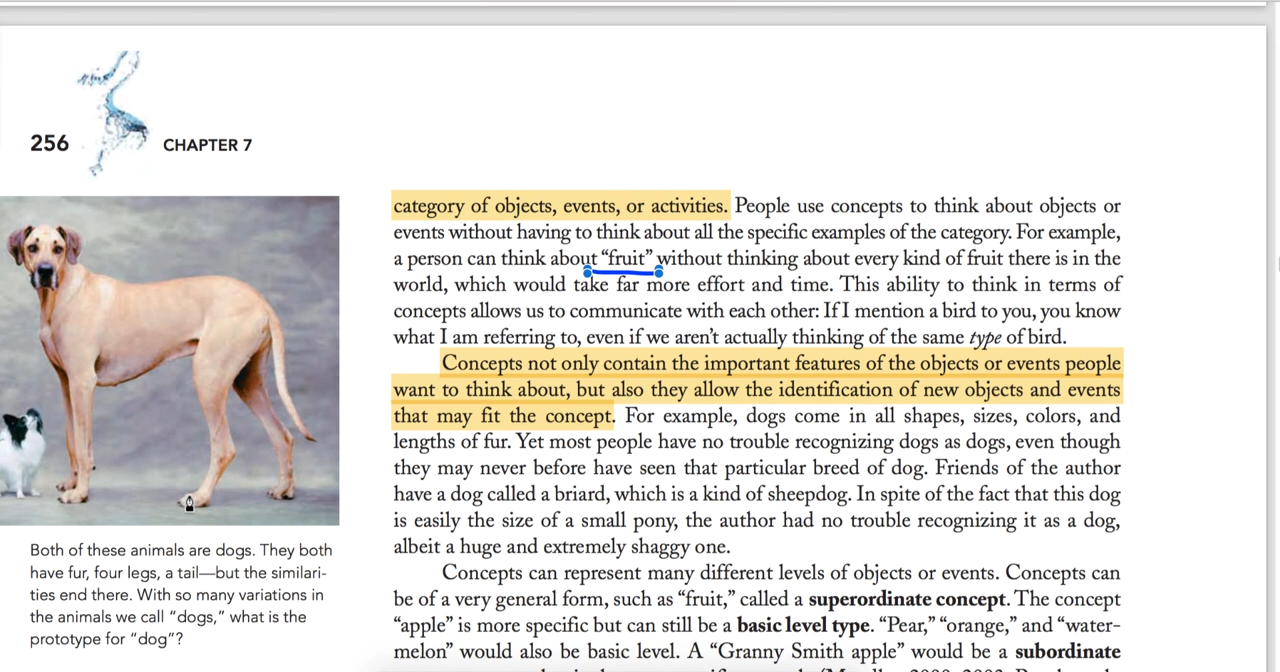 256
CHAPTER 7
category of objects, events, or activities. People use concepts to think about objects or
events without having to think about all the specific examples of the category. For example,
a person can think about “fruit” without thinking about every kind of fruit there is in the
world, which would take far more effort and time. This ability to think in terms of
concepts allows us to communicate with each other: If I mention a bird to you, you know
what I am referring to, even if we aren’t actually thinking of the same type of bird.
Concepts not only contain the important features of the objects or events people
want to think about, but also they allow the identification of new objects and events
that may fit the concept. For example, dogs come in all shapes, sizes, colors, and
lengths of fur. Yet most people have no trouble recognizing dogs as dogs, even though
they may never before have seen that particular breed of dog. Friends of the author
have a dog called a briard, which is a kind of sheepdog. In spite of the fact that this dog
is easily the size of a small pony, the author had no trouble recognizing it as a dog,
albeit a huge and extremely shaggy one.
Concepts can represent many different levels of objects or events. Concepts can
be of a very general form, such as “fruit,” called a superordinate concept. The concept
“apple” is more specific but can still be a basic level type. “Pear,” “orange,” and “water-
melon” would also be basic level. A “Granny Smith apple” would be a subordinate
Both of these animals are dogs. They both
have fur, four legs, a tail—but the similari-
ties end there. With so many variations in
the animals we call “dogs,” what is the
prototype for “dog”?